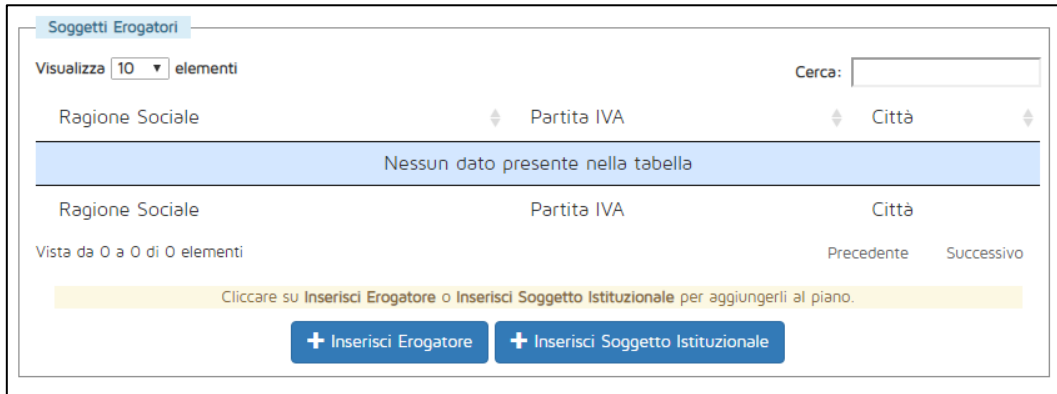 Soggetti Erogatori
Visualizza 10 elementi Cerca:
Ragione Sociale Partita IVA Città
Nessun dato presente nella tabella
Ragione Sociale Partita IVA Città
Vista da 0 a 0 di 0 elementi Precedente Successivo
Cliccare su Inserisci Erogatore o Inserisci Soggetto Istituzionale per aggiungerli al piano.
+ Inserisci Erogatore + Inserisci Soggetto Istituzionale